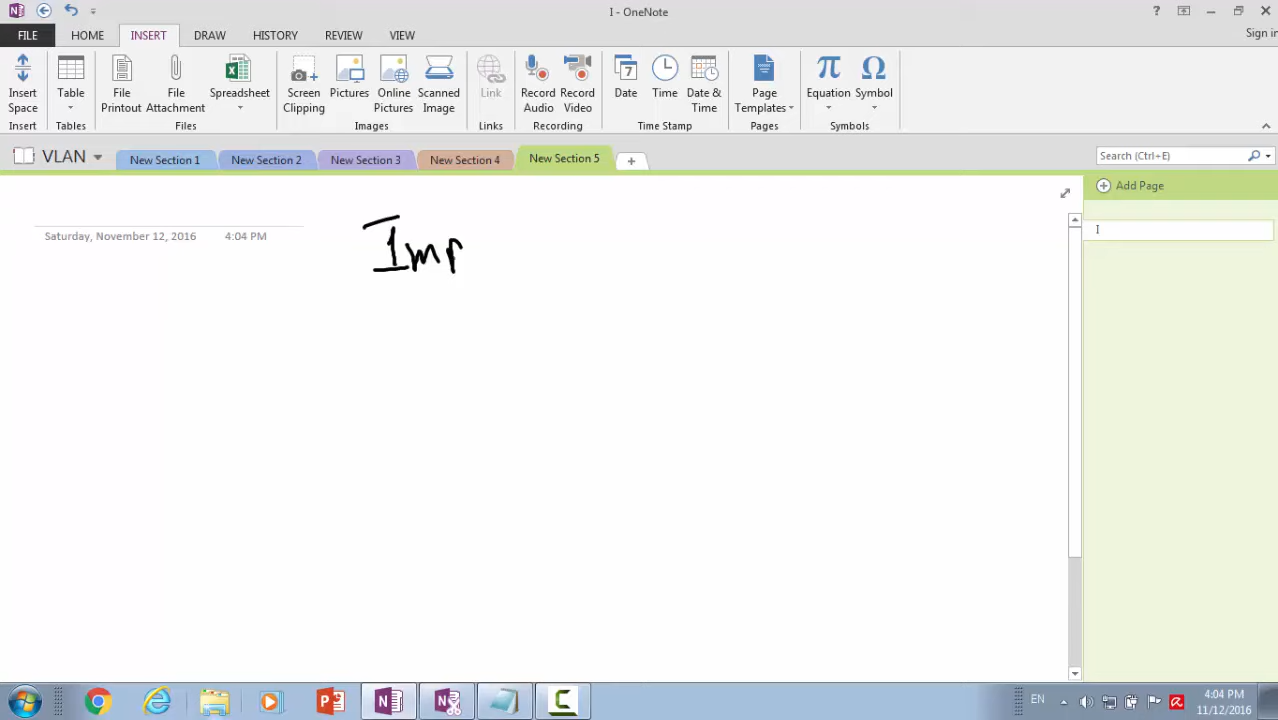 I - OneNote
?
FILE HOME INSERT DRAW HISTORY REVIEW VIEW
Sign in
Insert Space
Table
File Printout
File Attachment
Spreadsheet
Screen Clipping
Pictures
Online Pictures
Scanned Image
Link
Record Audio
Record Video
Date
Time
Date & Time
Page Templates
π Equation
Ω Symbol
Insert Tables Files Images Links Recording Time Stamp Pages Symbols
VLAN New Section 1 New Section 2 New Section 3 New Section 4 New Section 5 +
Search (Ctrl+E)
Add Page
I
Saturday, November 12, 2016 4:04 PM
Imp
EN
4:04 PM
11/12/2016